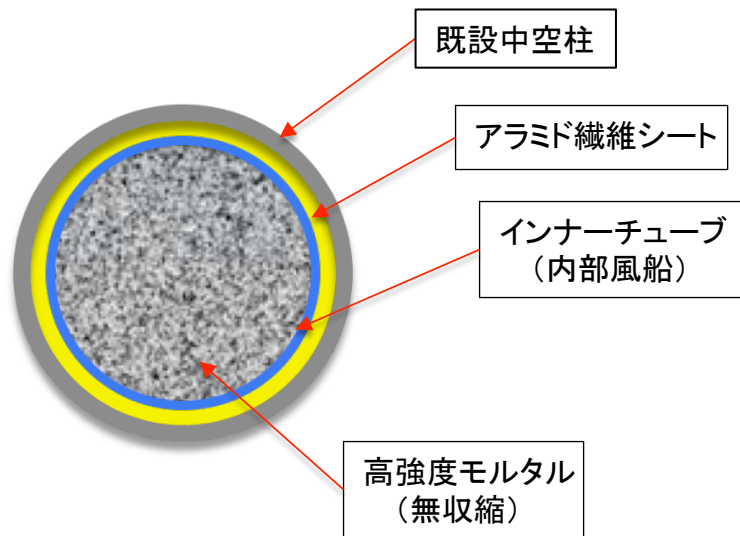 既設中空柱
アラミド繊維シート
インナーチューブ
（内部風船）
高強度モルタル
（無収縮）